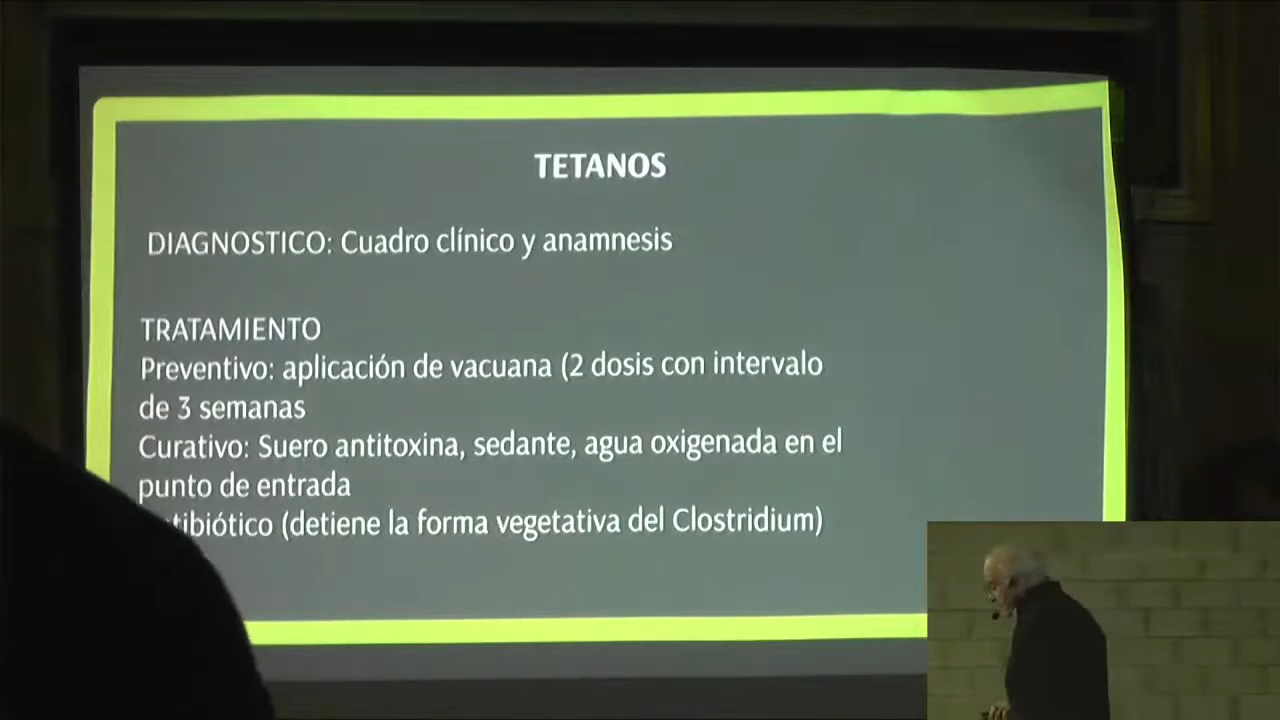 TETANOS
DIAGNOSTICO: Cuadro clínico y anamnesis
TRATAMIENTO
Preventivo: aplicación de vacuana (2 dosis con intervalo
de 3 semanas
Curativo: Suero antitoxina, sedante, agua oxigenada en el
punto de entrada
(detiene la forma vegetativa del Clostridium)